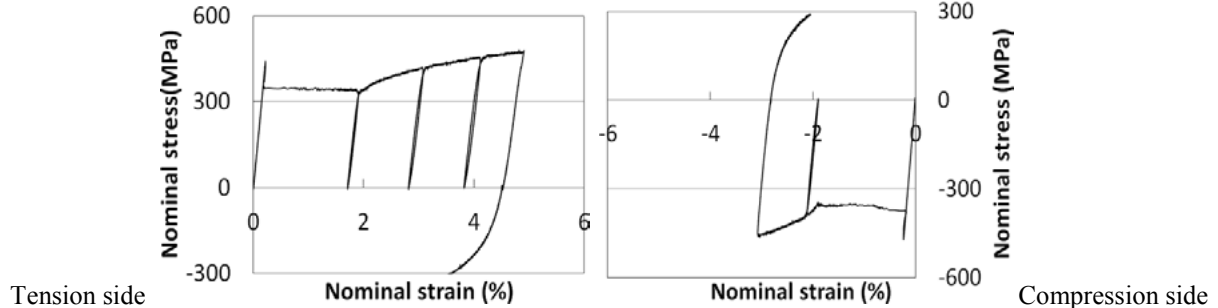 600
300
0
-300
0
2
4
6
Nominal stress(MPa)
Nominal strain (%)
Tension side
300
0
-300
-600
-6
-4
-2
0
Nominal stress (MPa)
Nominal strain (%)
Compression side